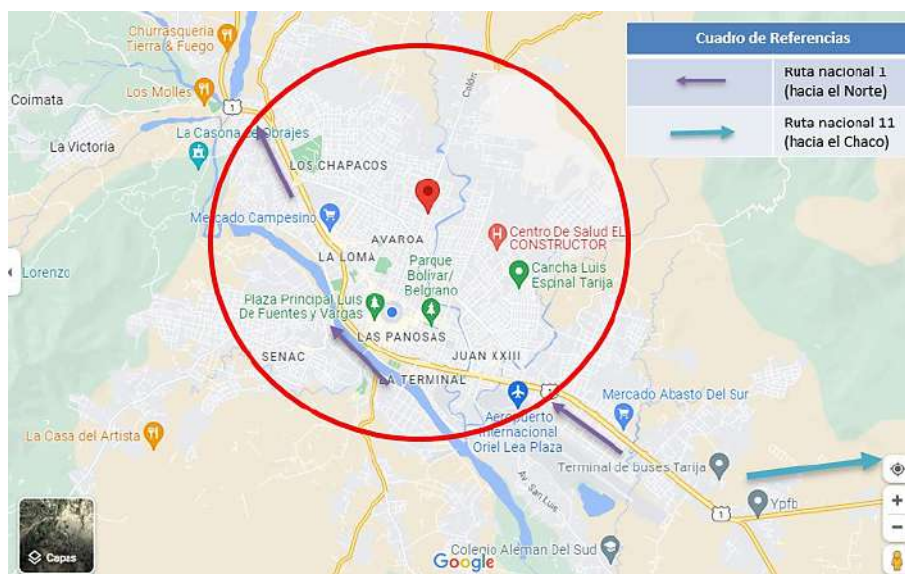 Churrasquería
Tierra & Fuego
Coimata
Los Molles
1
La Victoria
La Casona de Obrajes
LOS CHAPACOS
Colón
Mercado Campesino
AVAROA
LA LOMA
Centro De Salud EL
CONSTRUCTOR
Parque
Bolívar/
Belgrano
Cancha Luis
Espinal Tarija
Lorenzo
Plaza Principal Luis
De Fuentes y Vargas
LAS PANOSAS
SENAC
JUAN XXIII
LA TERMINAL
1
Mercado Abasto Del Sur
Aeropuerto
Internacional
Oriel Lea Plaza
La Casa del Artista
Terminal de buses Tarija
Av. San Luis
Ypfb
1
Colegio Alemán Del Sud
Capas
Google
Cuadro de Referencias
Ruta nacional 1
(hacia el Norte)
Ruta nacional 11
(hacia el Chaco)